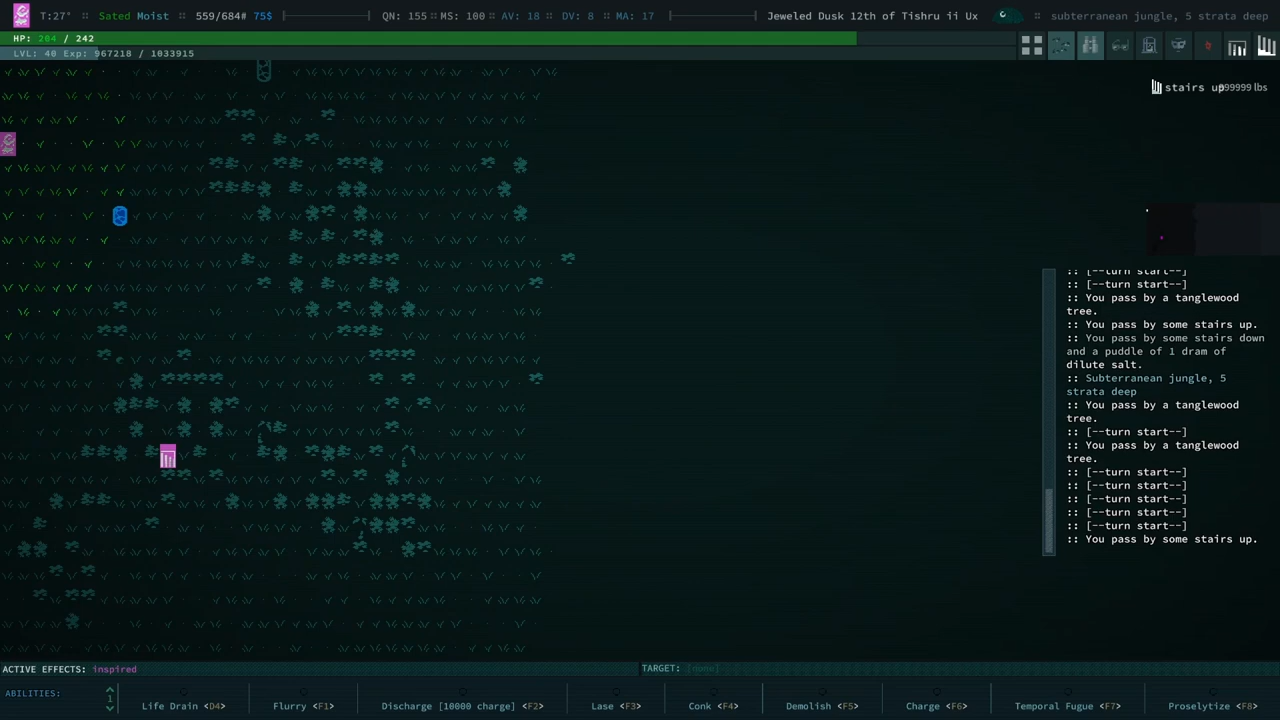 T:27° :: Sated Moist :: 559/684# 75$ QN: 155 :: MS: 100 :: AV: 18 :: DV: 8 :: MA: 17 Jeweled Dusk 12th of Tishru ii Ux :: subterranean jungle, 5 strata deep
HP: 204 / 242
LVL: 40 Exp: 967218 / 1033915
stairs up 999999 lbs
:: [--turn start--]
:: [--turn start--]
:: You pass by a tanglewood
tree.
:: You pass by some stairs up.
:: You pass by some stairs down
and a puddle of 1 dram of
dilute salt.
:: Subterranean jungle, 5
strata deep
:: You pass by a tanglewood
tree.
:: [--turn start--]
:: You pass by a tanglewood
tree.
:: [--turn start--]
:: [--turn start--]
:: [--turn start--]
:: [--turn start--]
:: [--turn start--]
:: You pass by some stairs up.
ACTIVE EFFECTS: inspired TARGET: [none]
ABILITIES: 1 Life Drain <D4> Flurry <F1> Discharge [10000 charge] <F2> Lase <F3> Conk <F4> Demolish <F5> Charge <F6> Temporal Fugue <F7> Proselytize <F8>